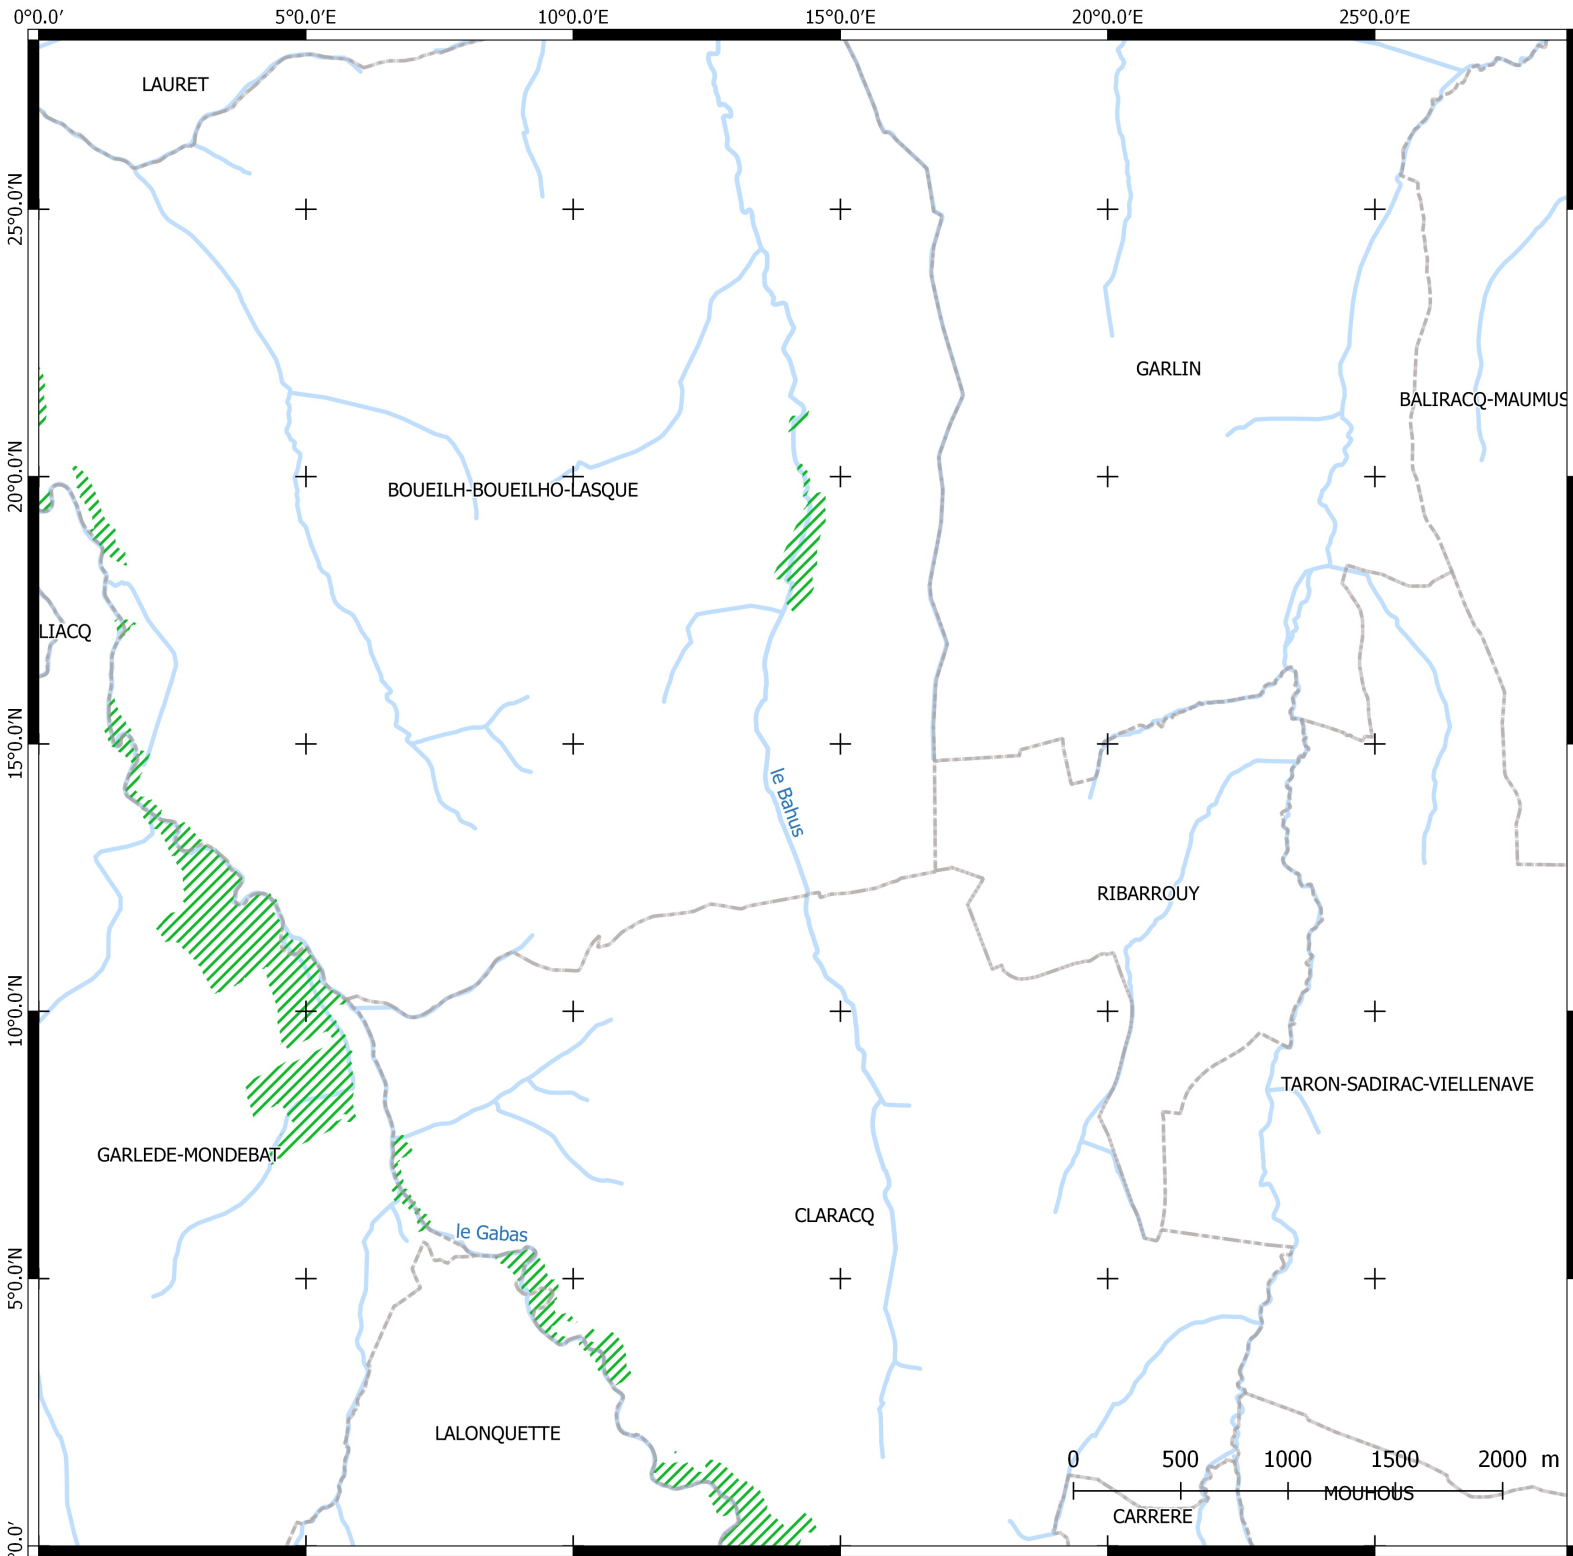 0°0.0′ 5°0.0′E 10°0.0′E 15°0.0′E 20°0.0′E 25°0.0′E
LAURET
25°0.0′N
GARLIN
BALIRACQ-MAUMUS
20°0.0′N
BOUEILH-BOUEILHO-LASQUE
LIACQ
15°0.0′N
le Bahus
RIBARROUY
10°0.0′N
TARON-SADIRAC-VIELLENAVE
GARLEDE-MONDEBAT
CLARACQ
le Gabas
5°0.0′N
LALONQUETTE
0 500 1000 1500 2000 m
MOUHOUS
CARRERE
0°0.0′